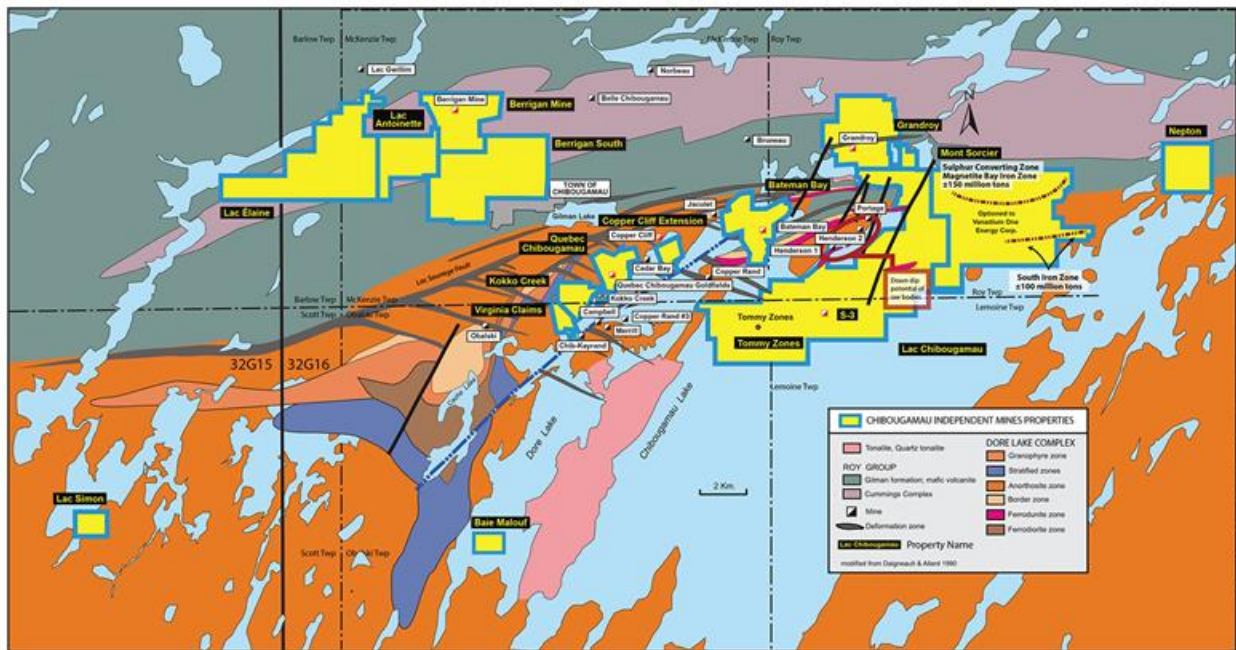 Barlow Twp
McKenzie Twp
McKenzie Twp
Roy Twp
Lac Gwillim
Norbeau
Berrigan Mine
Berrigan Mine
Belle Chibougamau
Lac
Antoinette
Grandroy
Grandroy
N
Nepton
Berrigan South
Bruneau
Mont Sorcier
Sulphur Converting Zone
Magnetite Bay Iron Zone
±150 million tons
TOWN OF
CHIBOUGAMAU
Bateman Bay
Lac Élaine
Gilman Lake
Jaculet
Portage
Copper Cliff Extension
Optioned to
Vanadium One
Energy Corp.
Quebec
Chibougamau
Copper Cliff
Bateman Bay
Henderson 2
Henderson 1
Cedar Bay
Copper Rand
Lac Sauvage Fault
Kokko Creek
Quebec Chibougamau Goldfields
Down dip
potential of
ore bodies
South Iron Zone
±100 million tons
Barlow Twp
McKenzie Twp
Kokko Creek
Roy Twp
Lemoine Twp
Scott Twp
Obalski Twp
Virginia Claims
Campbell
Copper Rand #3
Tommy Zones
S-3
Obalski
Merrill
Chib-Kayrand
Tommy Zones
Lac Chibougamau
32G15
32G16
Lemoine Twp
Cache Lake
Dore Lake
Chibougamau Lake
CHIBOUGAMAU INDEPENDENT MINES PROPERTIES
Tonalite, Quartz tonalite
ROY GROUP
Gilman formation; mafic volcanite
Cummings Complex
Mine
Deformation zone
Lac Chibougamau
Property Name
modified from Daigneault & Allard 1990
DORE LAKE COMPLEX
Granophyre zone
Stratified zones
Anorthosite zone
Border zone
Ferrodunite zone
Ferrodiorite zone
2 Km.
Lac Simon
Baie Malouf
Scott Twp
Obalski Twp